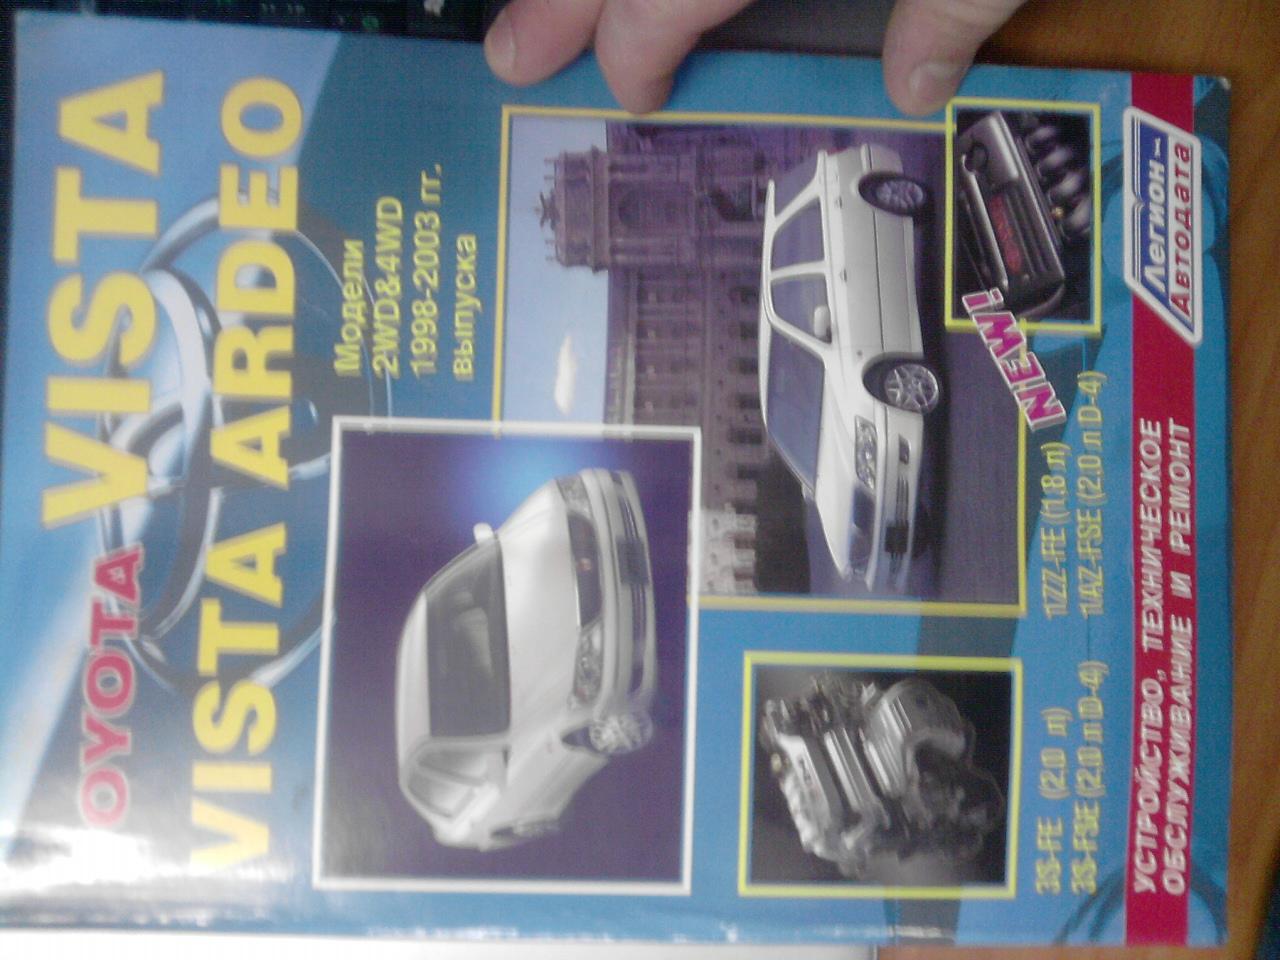 TOYOTA VISTA
VISTA ARDEO
Модели
2WD&4WD
1998-2003 гг.
выпуска
NEW!
3S-FE (2,0 л)
1ZZ-FE (1,8 л)
3S-FSE (2,0 л D-4)
1AZ-FSE (2,0 л D-4)
УСТРОЙСТВО, ТЕХНИЧЕСКОЕ
ОБСЛУЖИВАНИЕ И РЕМОНТ
Легион-
Автодата